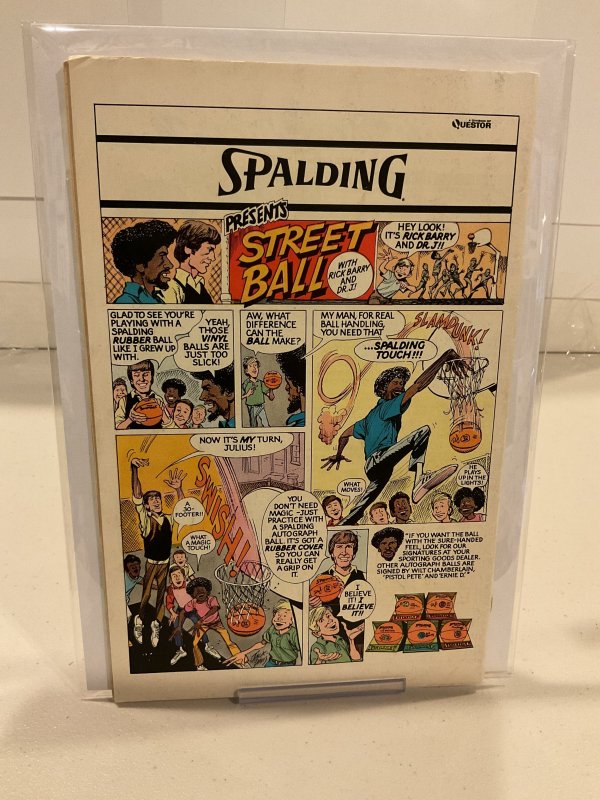 A DIVISION OF
QUESTOR
SPALDING
PRESENTS
STREET
BALL
WITH
RICK BARRY
AND
DR. J!
HEY LOOK!
IT'S RICK BARRY
AND DR. J!!
GLAD TO SEE YOU'RE
PLAYING WITH A
SPALDING
RUBBER BALL
LIKE I GREW UP
WITH.
YEAH,
THOSE
VINYL
BALLS ARE
JUST TOO
SLICK!
AW, WHAT
DIFFERENCE
CAN THE
BALL MAKE?
MY MAN, FOR REAL
BALL HANDLING,
YOU NEED THAT
...SPALDING
TOUCH!!!
SLAMDUNK!
WHAT
MOVES!
HE
PLAYS
UP IN THE
LIGHTS!
NOW IT'S MY TURN,
JULIUS!
SWISH!
A
30-
FOOTER!!
WHAT
A MAGIC
TOUCH!
YOU
DON'T NEED
MAGIC-JUST
PRACTICE WITH
A SPALDING
AUTOGRAPH
BALL. IT'S GOT A
RUBBER COVER
SO YOU CAN
REALLY GET
A GRIP ON
IT.
I
BELIEVE
IT! I
BELIEVE
IT!!
"IF YOU WANT THE BALL
WITH THE SURE-HANDED
FEEL, LOOK FOR OUR
SIGNATURES AT YOUR
SPORTING GOODS DEALER.
OTHER AUTOGRAPH BALLS ARE
SIGNED BY WILT CHAMBERLAIN,
"PISTOL PETE" AND "ERNIE D."